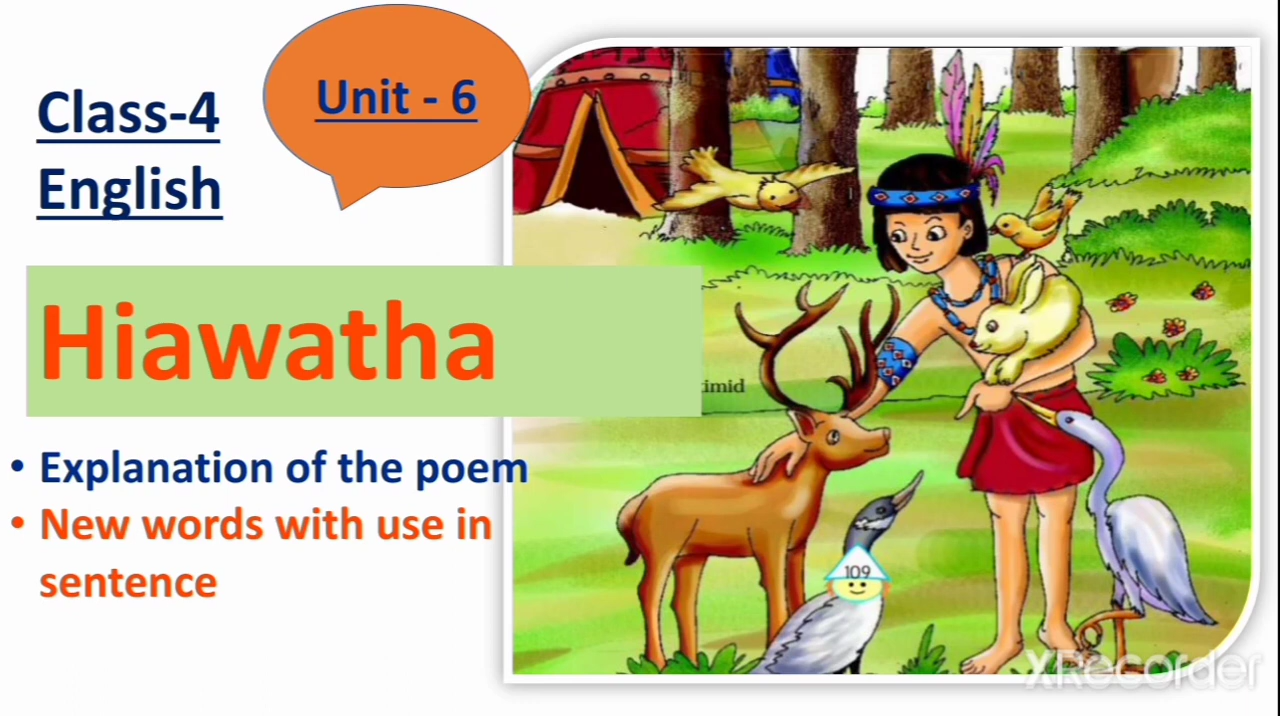 Class-4
English
Unit - 6
Hiawatha
timid
• Explanation of the poem
• New words with use in
sentence
109
XRecorder